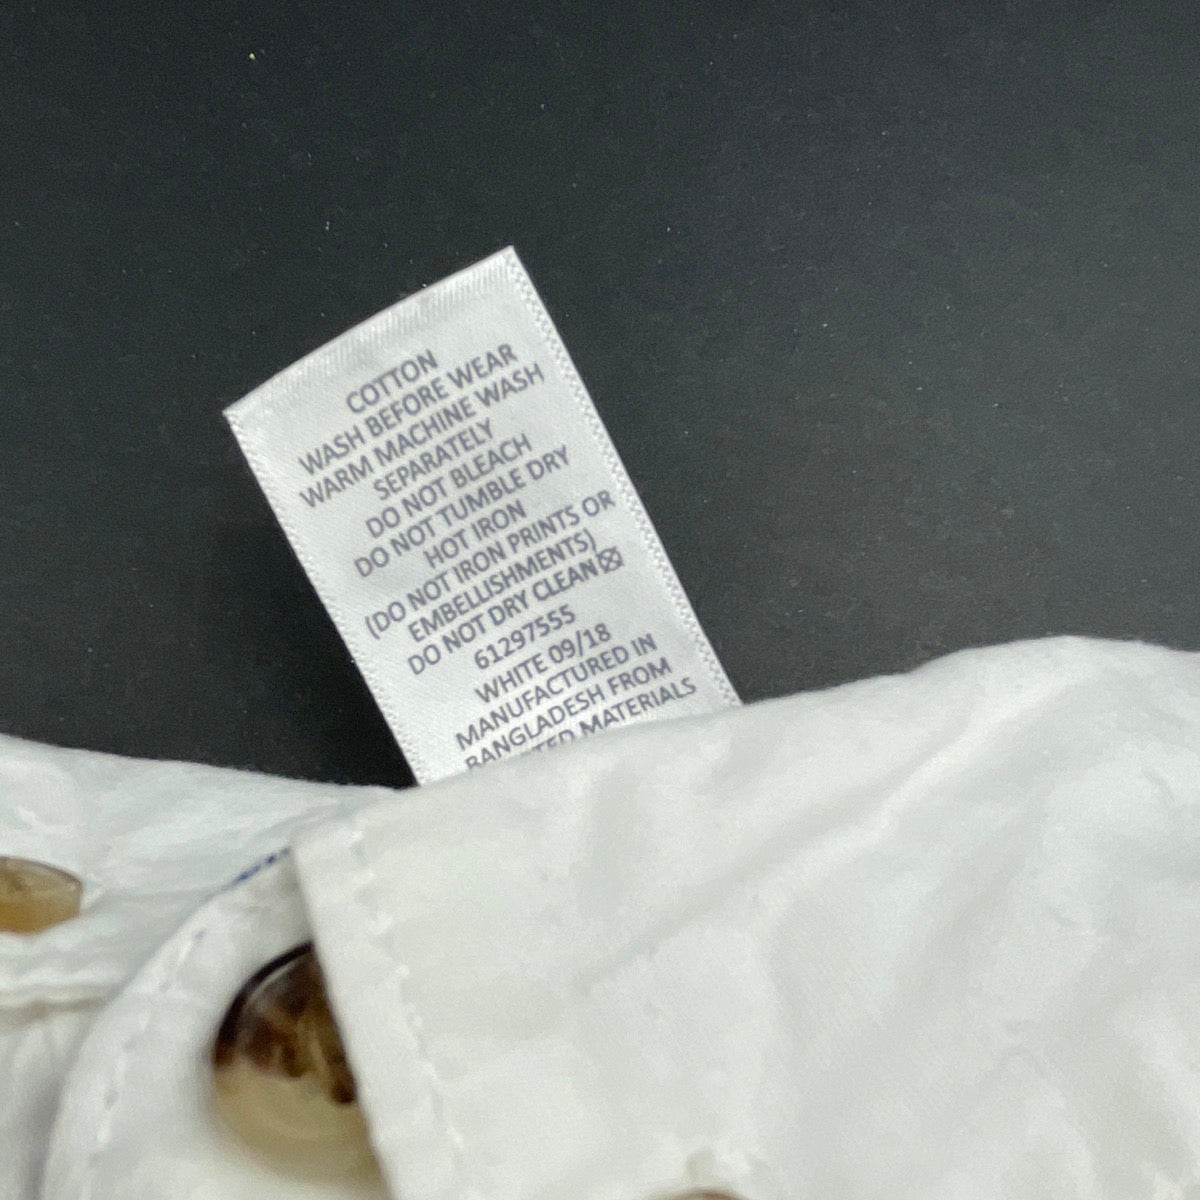 COTTON
WASH BEFORE WEAR
WARM MACHINE WASH
SEPARATELY
DO NOT BLEACH
DO NOT TUMBLE DRY
HOT IRON
(DO NOT IRON PRINTS OR
EMBELLISHMENTS)
DO NOT DRY CLEAN
61297555
WHITE 09/18
MANUFACTURED IN
BANGLADESH FROM
MATERIALS